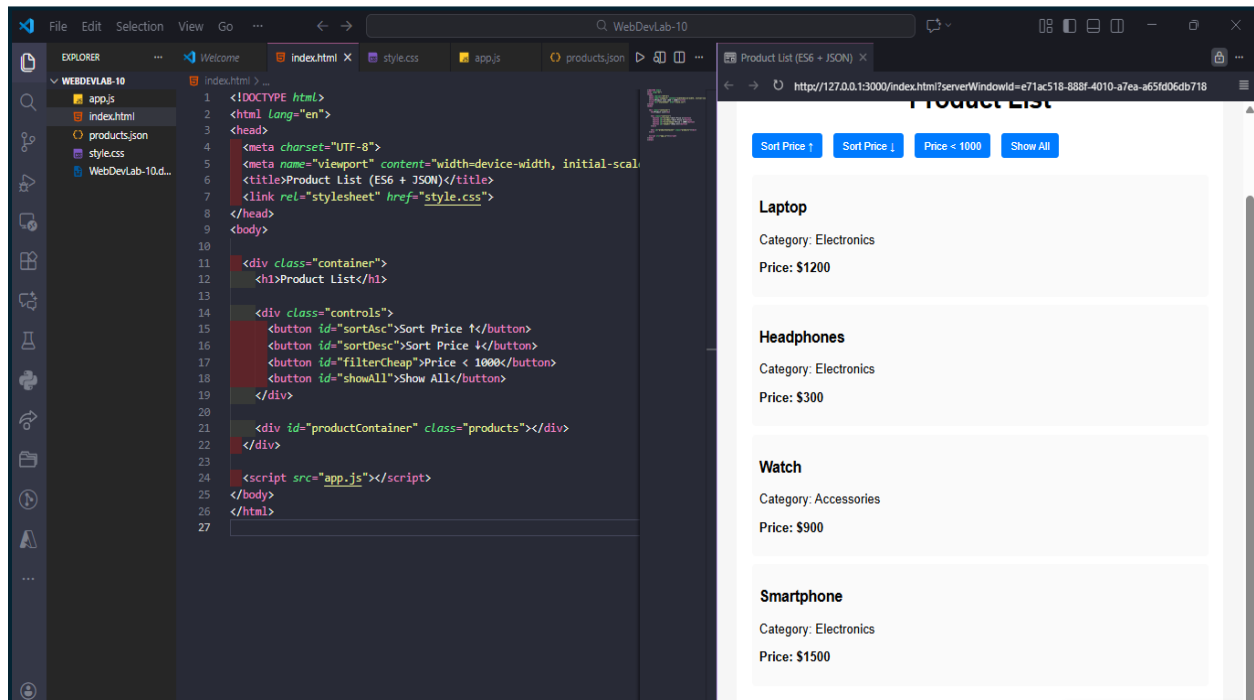 File Edit Selection View Go ··· WebDevLab-10
EXPLORER ···
WEBDEVLAB-10
app.js
index.html
products.json
style.css
WebDevLab-10.d...
Welcome index.html style.css app.js products.json ···
index.html > ...
1 <!DOCTYPE html>
2 <html lang="en">
3 <head>
4 <meta charset="UTF-8">
5 <meta name="viewport" content="width=device-width, initial-scal
6 <title>Product List (ES6 + JSON)</title>
7 <link rel="stylesheet" href="style.css">
8 </head>
9 <body>
10
11 <div class="container">
12 <h1>Product List</h1>
13
14 <div class="controls">
15 <button id="sortAsc">Sort Price ↑</button>
16 <button id="sortDesc">Sort Price ↓</button>
17 <button id="filterCheap">Price < 1000</button>
18 <button id="showAll">Show All</button>
19 </div>
20
21 <div id="productContainer" class="products"></div>
22 </div>
23
24 <script src="app.js"></script>
25 </body>
26 </html>
27
Product List (ES6 + JSON)
http://127.0.0.1:3000/index.html?serverWindowId=e71ac518-888f-4010-a7ea-a65fd06db718
Product List
Sort Price ↑ Sort Price ↓ Price < 1000 Show All
Laptop
Category: Electronics
Price: $1200
Headphones
Category: Electronics
Price: $300
Watch
Category: Accessories
Price: $900
Smartphone
Category: Electronics
Price: $1500